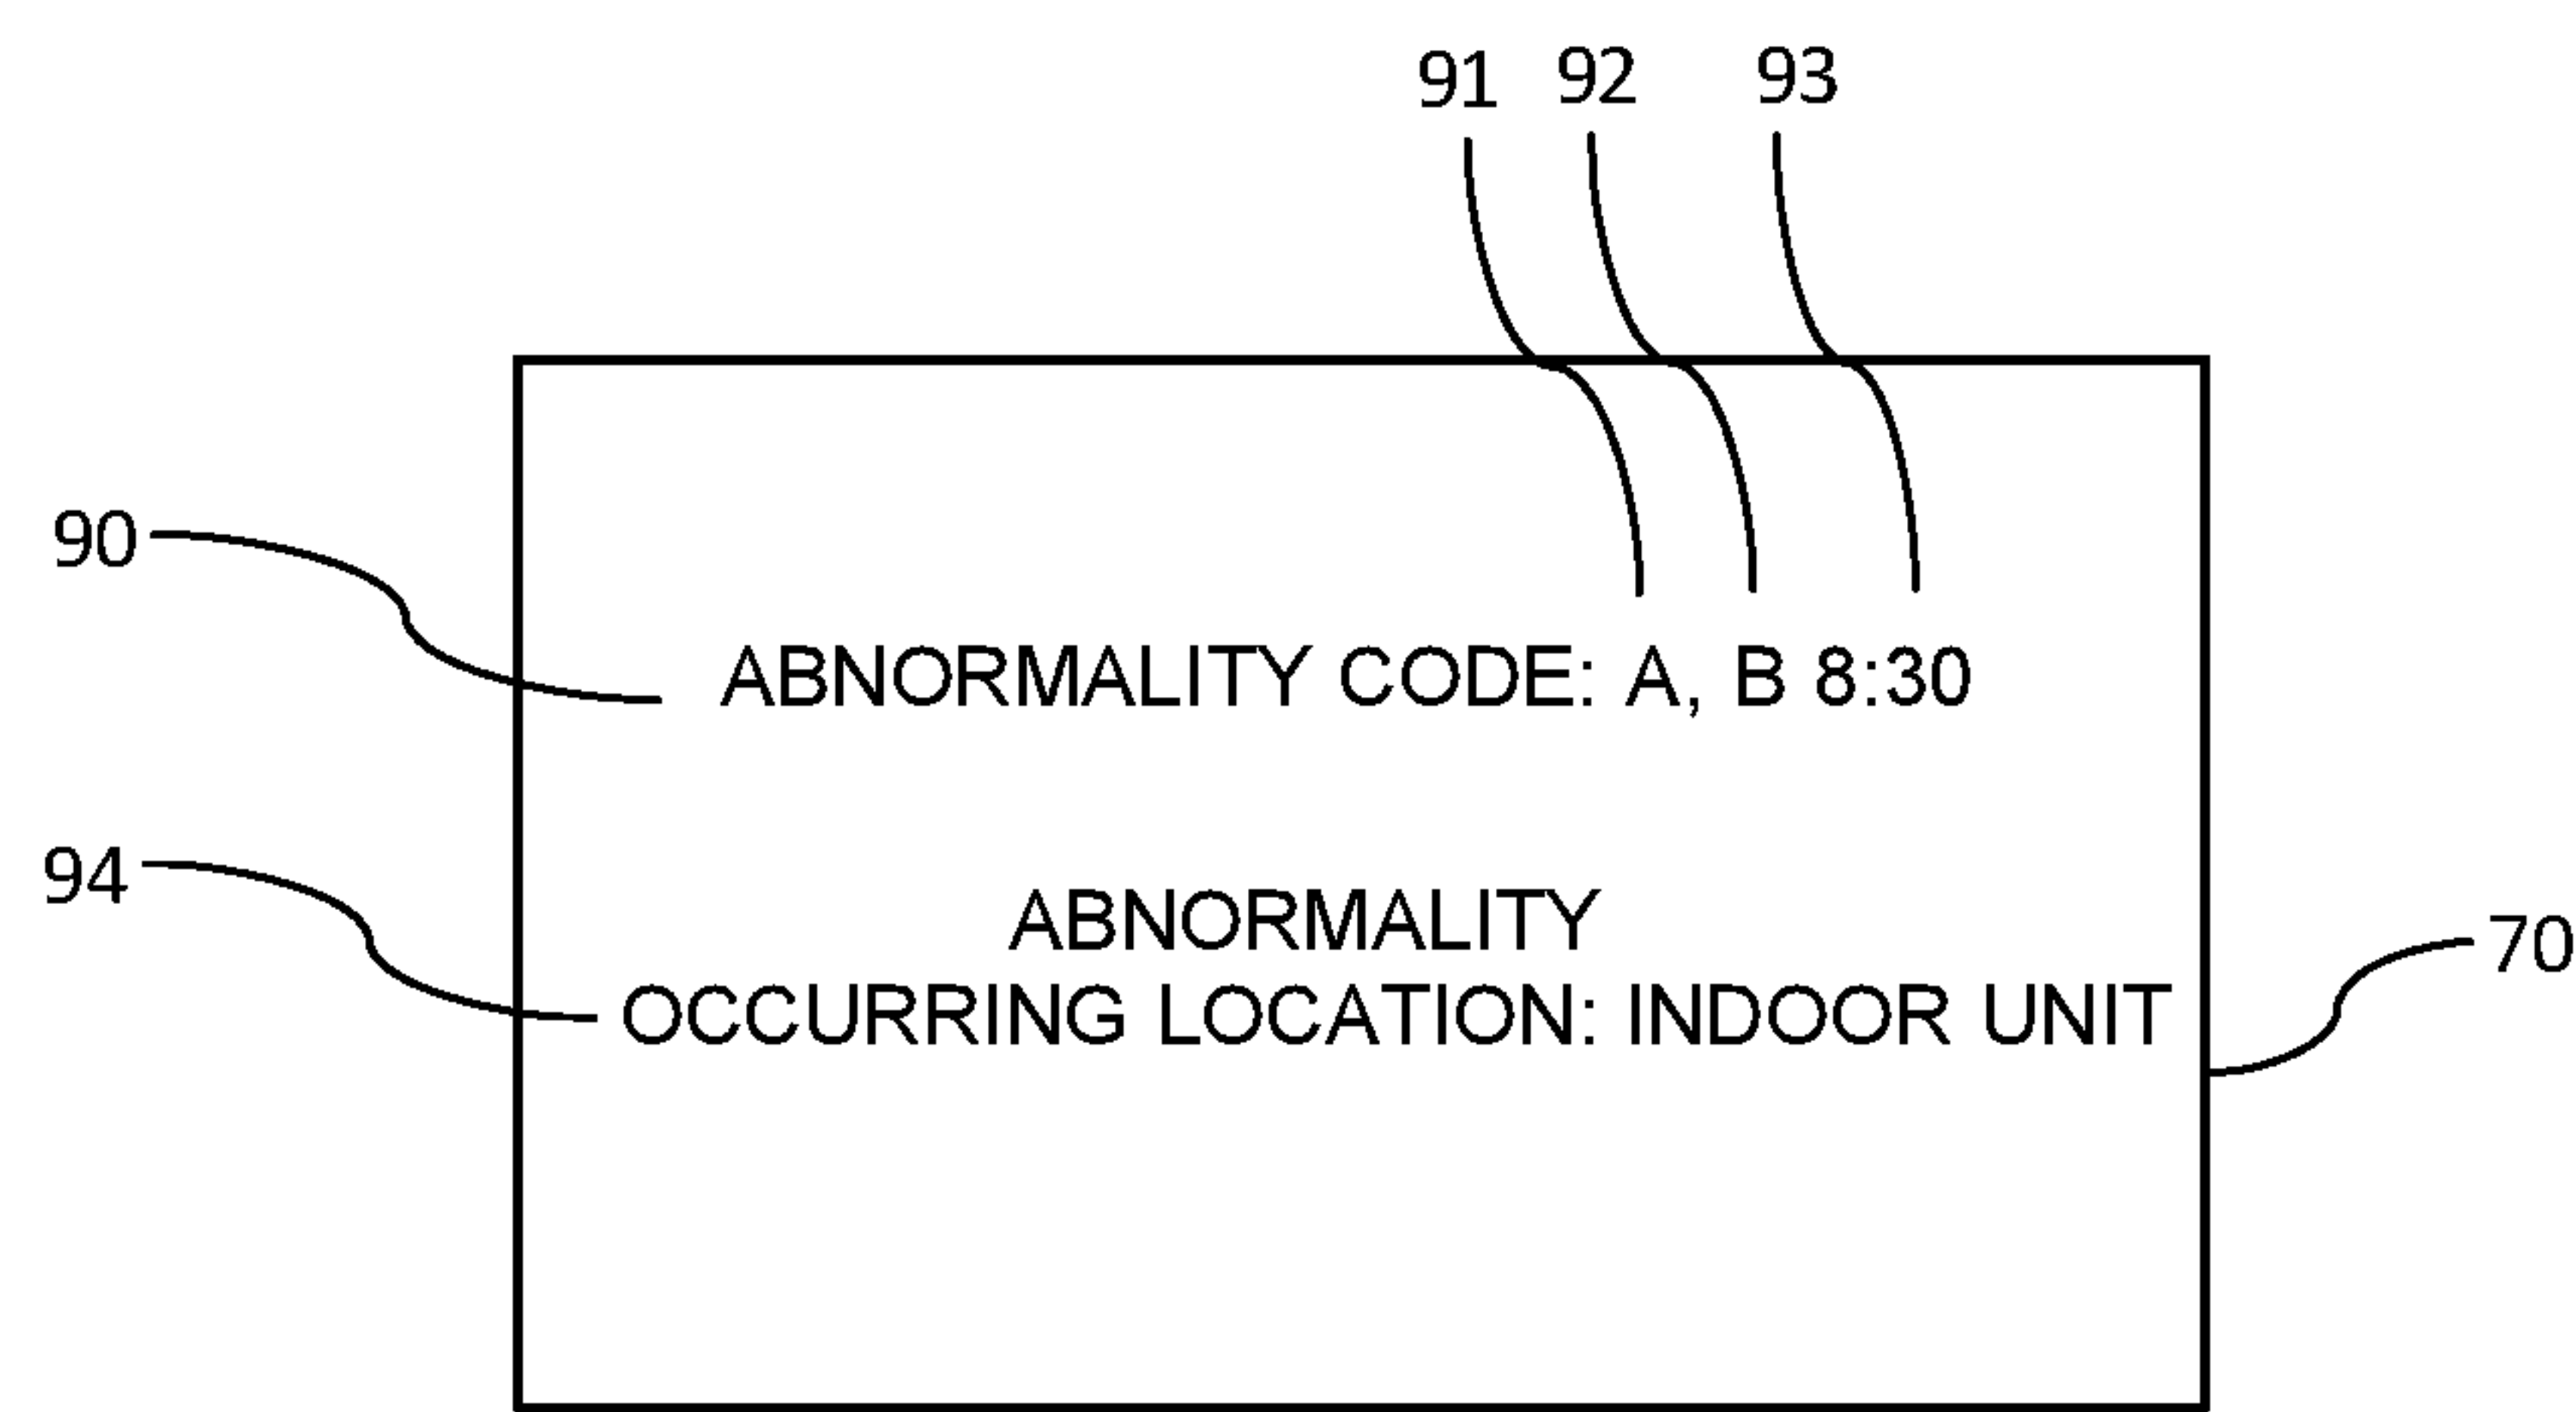 91 92 93
90
ABNORMALITY CODE: A, B 8:30
94
ABNORMALITY
70
OCCURRING LOCATION: INDOOR UNIT